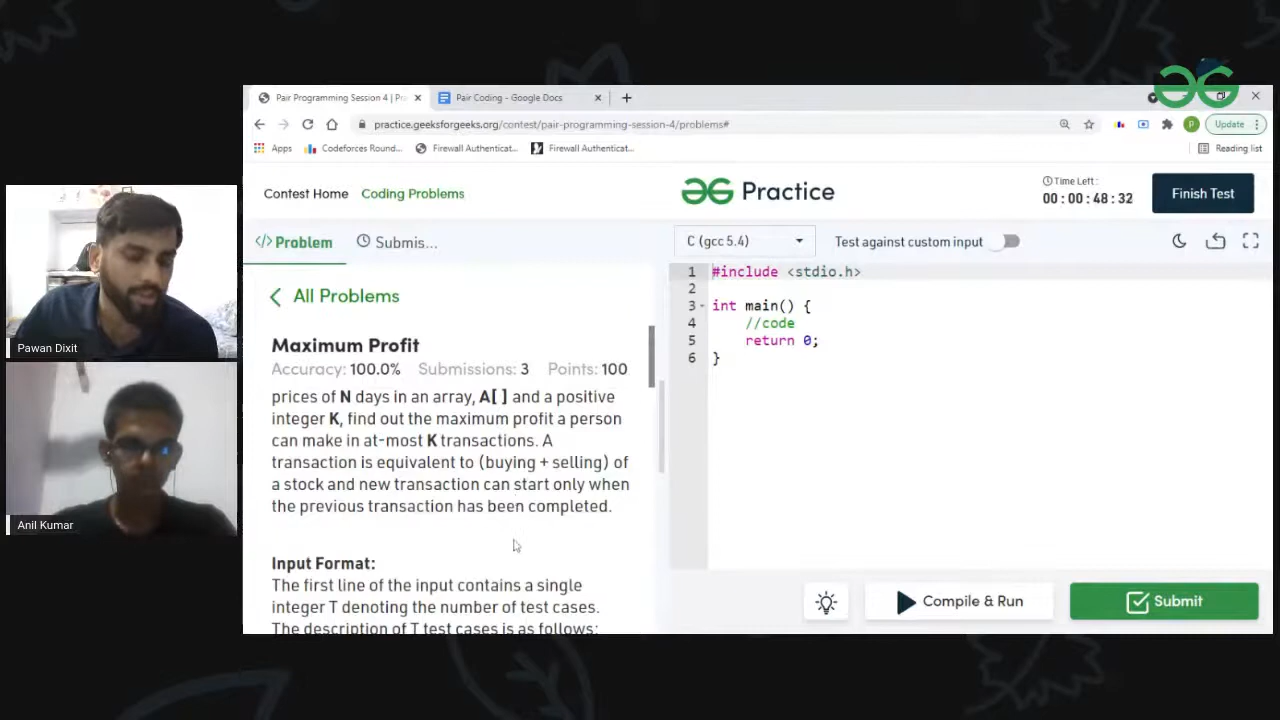 Pair Programming Session 4 | Pr
Pair Coding - Google Docs
practice.geeksforgeeks.org/contest/pair-programming-session-4/problems#
P
Update
Apps
Codeforces Round...
Firewall Authenticat...
Firewall Authenticat...
Reading list
Contest Home
Coding Problems
Practice
Time Left :
00 : 00 : 48 : 32
Finish Test
</>Problem
Submis...
C (gcc 5.4)
Test against custom input
All Problems
Maximum Profit
Accuracy: 100.0% Submissions: 3 Points: 100
prices of N days in an array, A[ ] and a positive
integer K, find out the maximum profit a person
can make in at-most K transactions. A
transaction is equivalent to (buying + selling) of
a stock and new transaction can start only when
the previous transaction has been completed.
Input Format:
The first line of the input contains a single
integer T denoting the number of test cases.
The description of T test cases is as follows:
1 #include <stdio.h>
2
3 int main() {
4 //code
5 return 0;
6 }
Compile & Run
Submit
Pawan Dixit
Anil Kumar